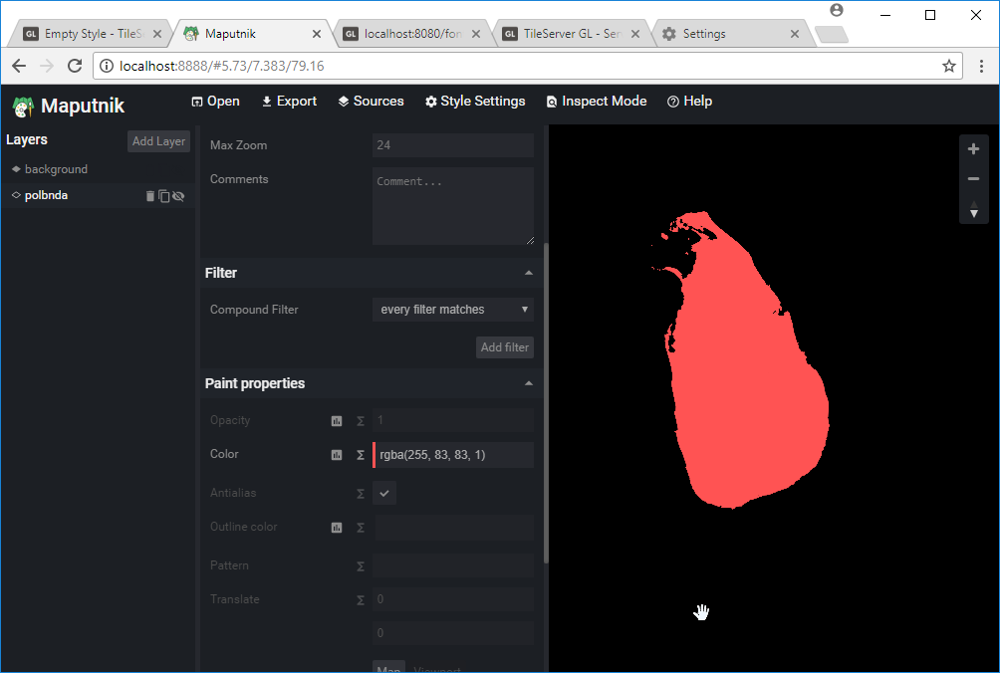 GL Empty Style - TileS
Maputnik
GL localhost:8080/fon
GL TileServer GL - Ser
Settings
localhost:8888/#5.73/7.383/79.16
Maputnik
Open
Export
Sources
Style Settings
Inspect Mode
Help
Layers
Add Layer
background
polbnda
Max Zoom
24
Comments
Comment...
Filter
Compound Filter
every filter matches
Add filter
Paint properties
Opacity
Σ
1
Color
Σ
rgba(255, 83, 83, 1)
Antialias
Σ
Outline color
Σ
Pattern
Σ
Translate
Σ
0
0
Map
Viewport